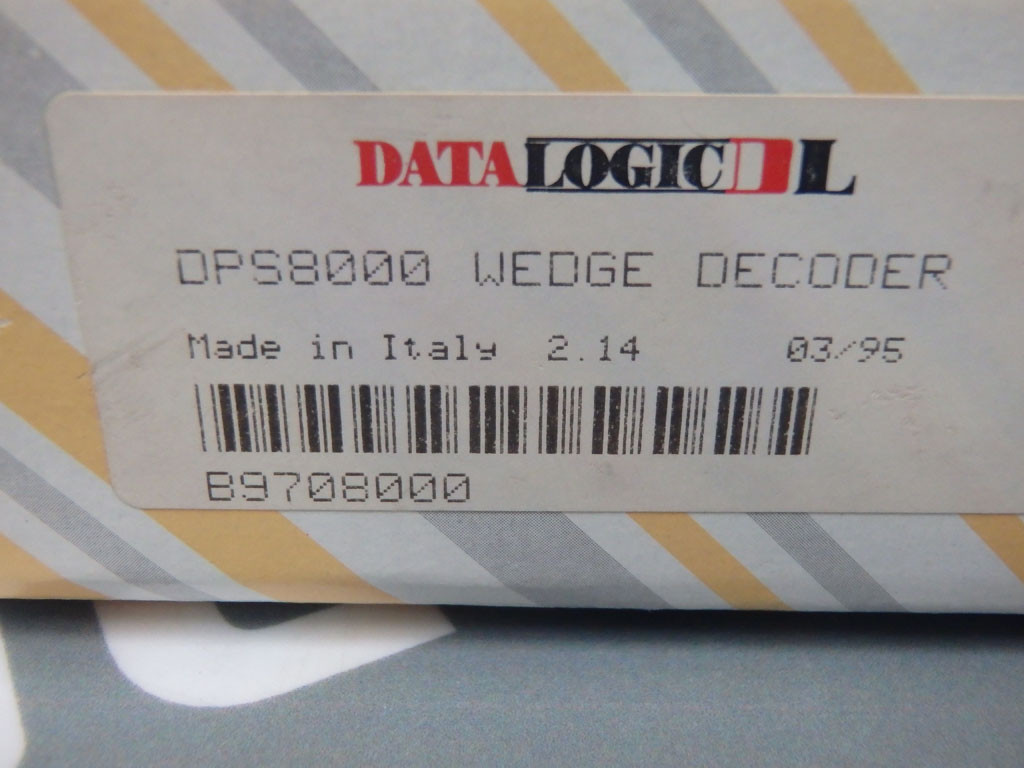 DATALOGIC DL
DPS8000 WEDGE DECODER
Made in Italy 2.14 03/95
B9708000